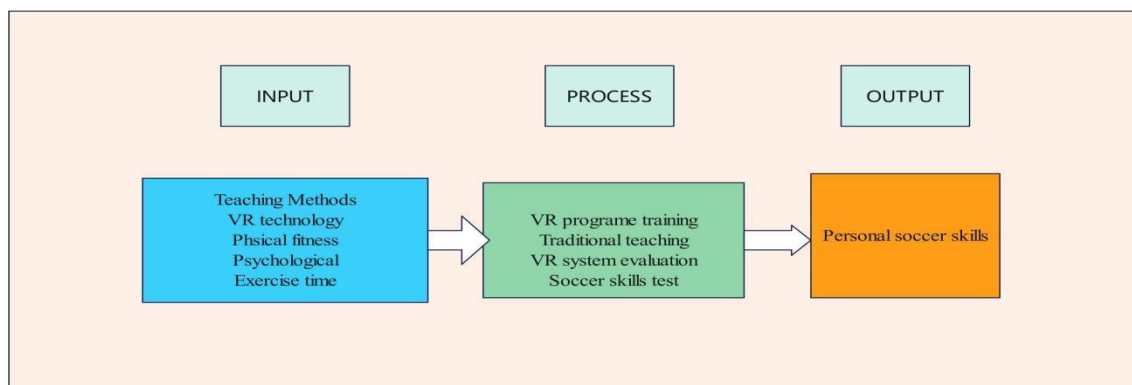 INPUT
PROCESS
OUTPUT
Teaching Methods
VR technology
Phsical fitness
Psychological
Exercise time
VR programe training
Traditional teaching
VR system evaluation
Soccer skills test
Personal soccer skills